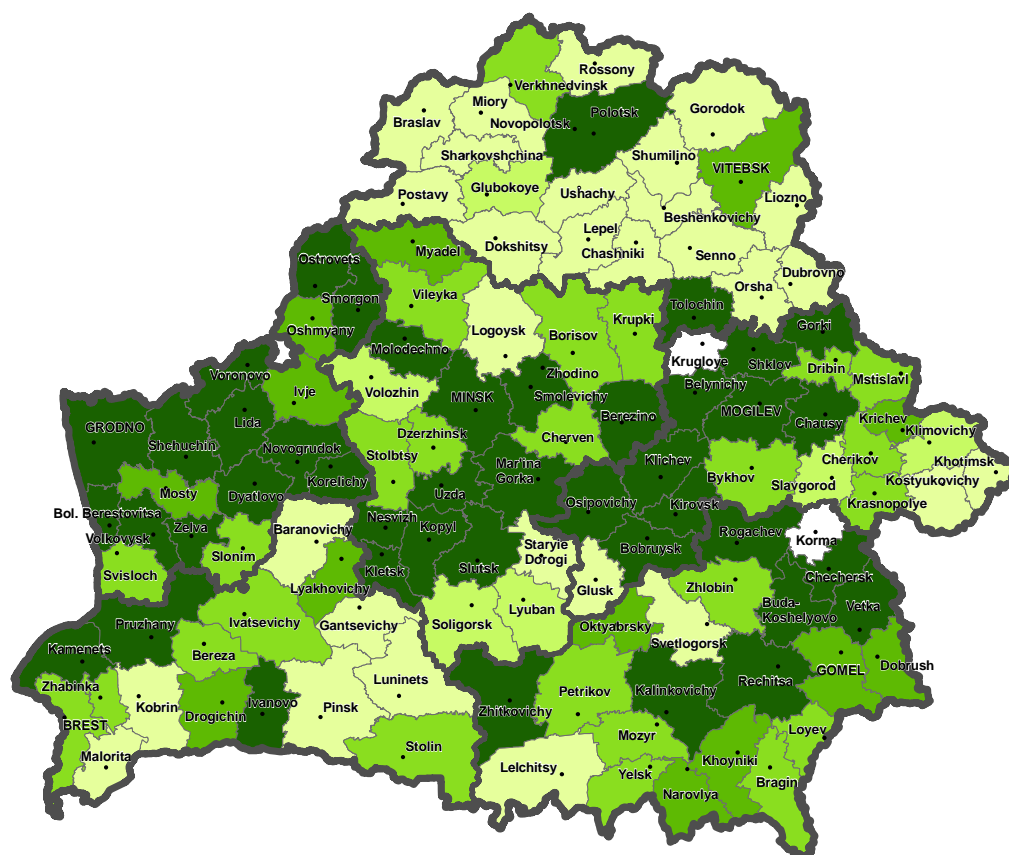 Rossony
Verkhnedvinsk
Miory
Polotsk
Gorodok
Braslav
Novopolotsk
Sharkovshchina
Shumiljno
VITEBSK
Postavy
Glubokoye
Ushachy
Liozno
Beshenkovichy
Lepel
Dokshitsy
Chashniki
Senno
Myadel
Ostrovets
Dubrovno
Orsha
Smorgon
Vileyka
Tolochin
Oshmyany
Logoysk
Borisov
Krupki
Gorki
Molodechno
Krugloye
Shklov
Dribin
Voronovo
Zhodino
Mstislavl
Ivje
Volozhin
Smolevichy
Belynichy
MINSK
MOGILEV
Berezino
Lida
Chausy
Krichev
GRODNO
Dzerzhinsk
Cherven
Klimovichy
Shchuchin
Novogrudok
Stolbtsy
Cherikov
Mar'ina
Gorka
Klichev
Khotimsk
Korelichy
Bykhov
Slavgorod
Kostyukovichy
Dyatlovo
Mosty
Uzda
Osipovichy
Krasnopolye
Bol. Berestovitsa
Nesvizh
Kirovsk
Zelva
Kopyl
Baranovichy
Rogachev
Korma
Volkovysk
Staryie
Dorogi
Bobruysk
Slonim
Slutsk
Kletsk
Svisloch
Chechersk
Lyakhovichy
Glusk
Zhlobin
Buda-
Koshelyovo
Vetka
Lyuban
Soligorsk
Ivatsevichy
Pruzhany
Gantsevichy
Oktyabrsky
Svetlogorsk
Kamenets
Bereza
GOMEL
Dobrush
Luninets
Rechitsa
Zhabinka
Petrikov
Kalinkovichy
Ivanovo
Kobrin
Pinsk
Zhitkovichy
Drogichin
BREST
Loyev
Mozyr
Stolin
Malorita
Khoyniki
Lelchitsy
Yelsk
Bragin
Narovlya